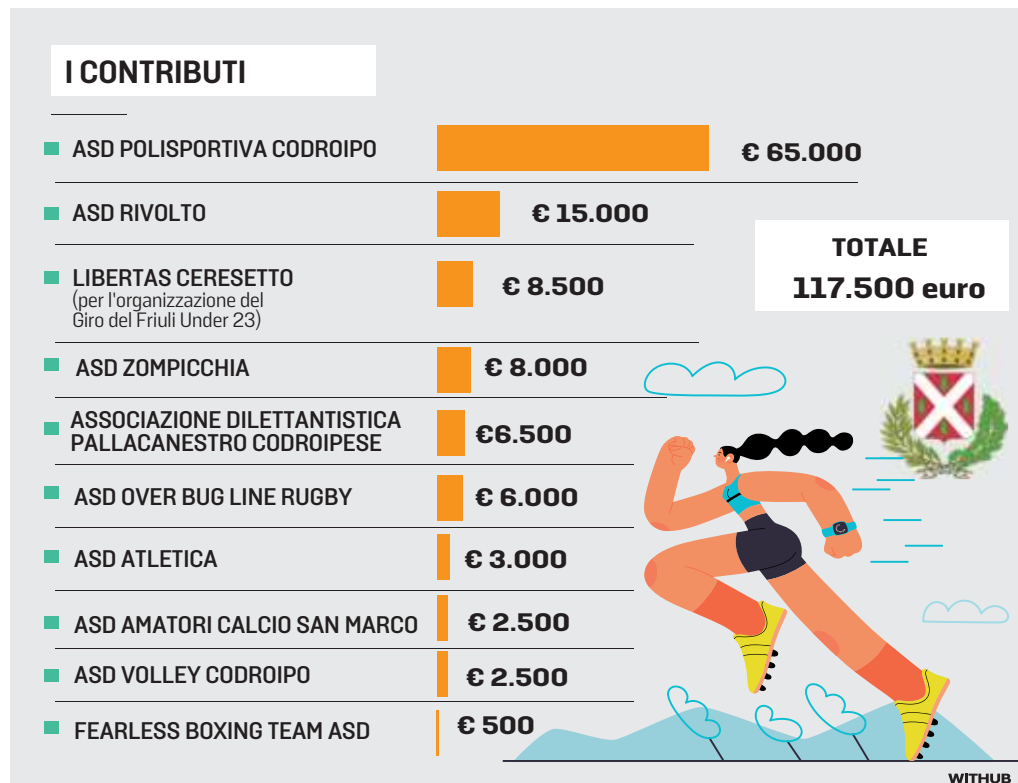 I CONTRIBUTI
ASD POLISPORTIVA CODROIPO
€ 65.000
ASD RIVOLTO
€ 15.000
LIBERTAS CERESETTO
(per l'organizzazione del
Giro del Friuli Under 23)
€ 8.500
ASD ZOMPICCHIA
€ 8.000
ASSOCIAZIONE DILETTANTISTICA
PALLACANESTRO CODROIPESE
€6.500
ASD OVER BUG LINE RUGBY
€ 6.000
ASD ATLETICA
€ 3.000
ASD AMATORI CALCIO SAN MARCO
€ 2.500
ASD VOLLEY CODROIPO
€ 2.500
FEARLESS BOXING TEAM ASD
€ 500
TOTALE
117.500 euro
WITHUB